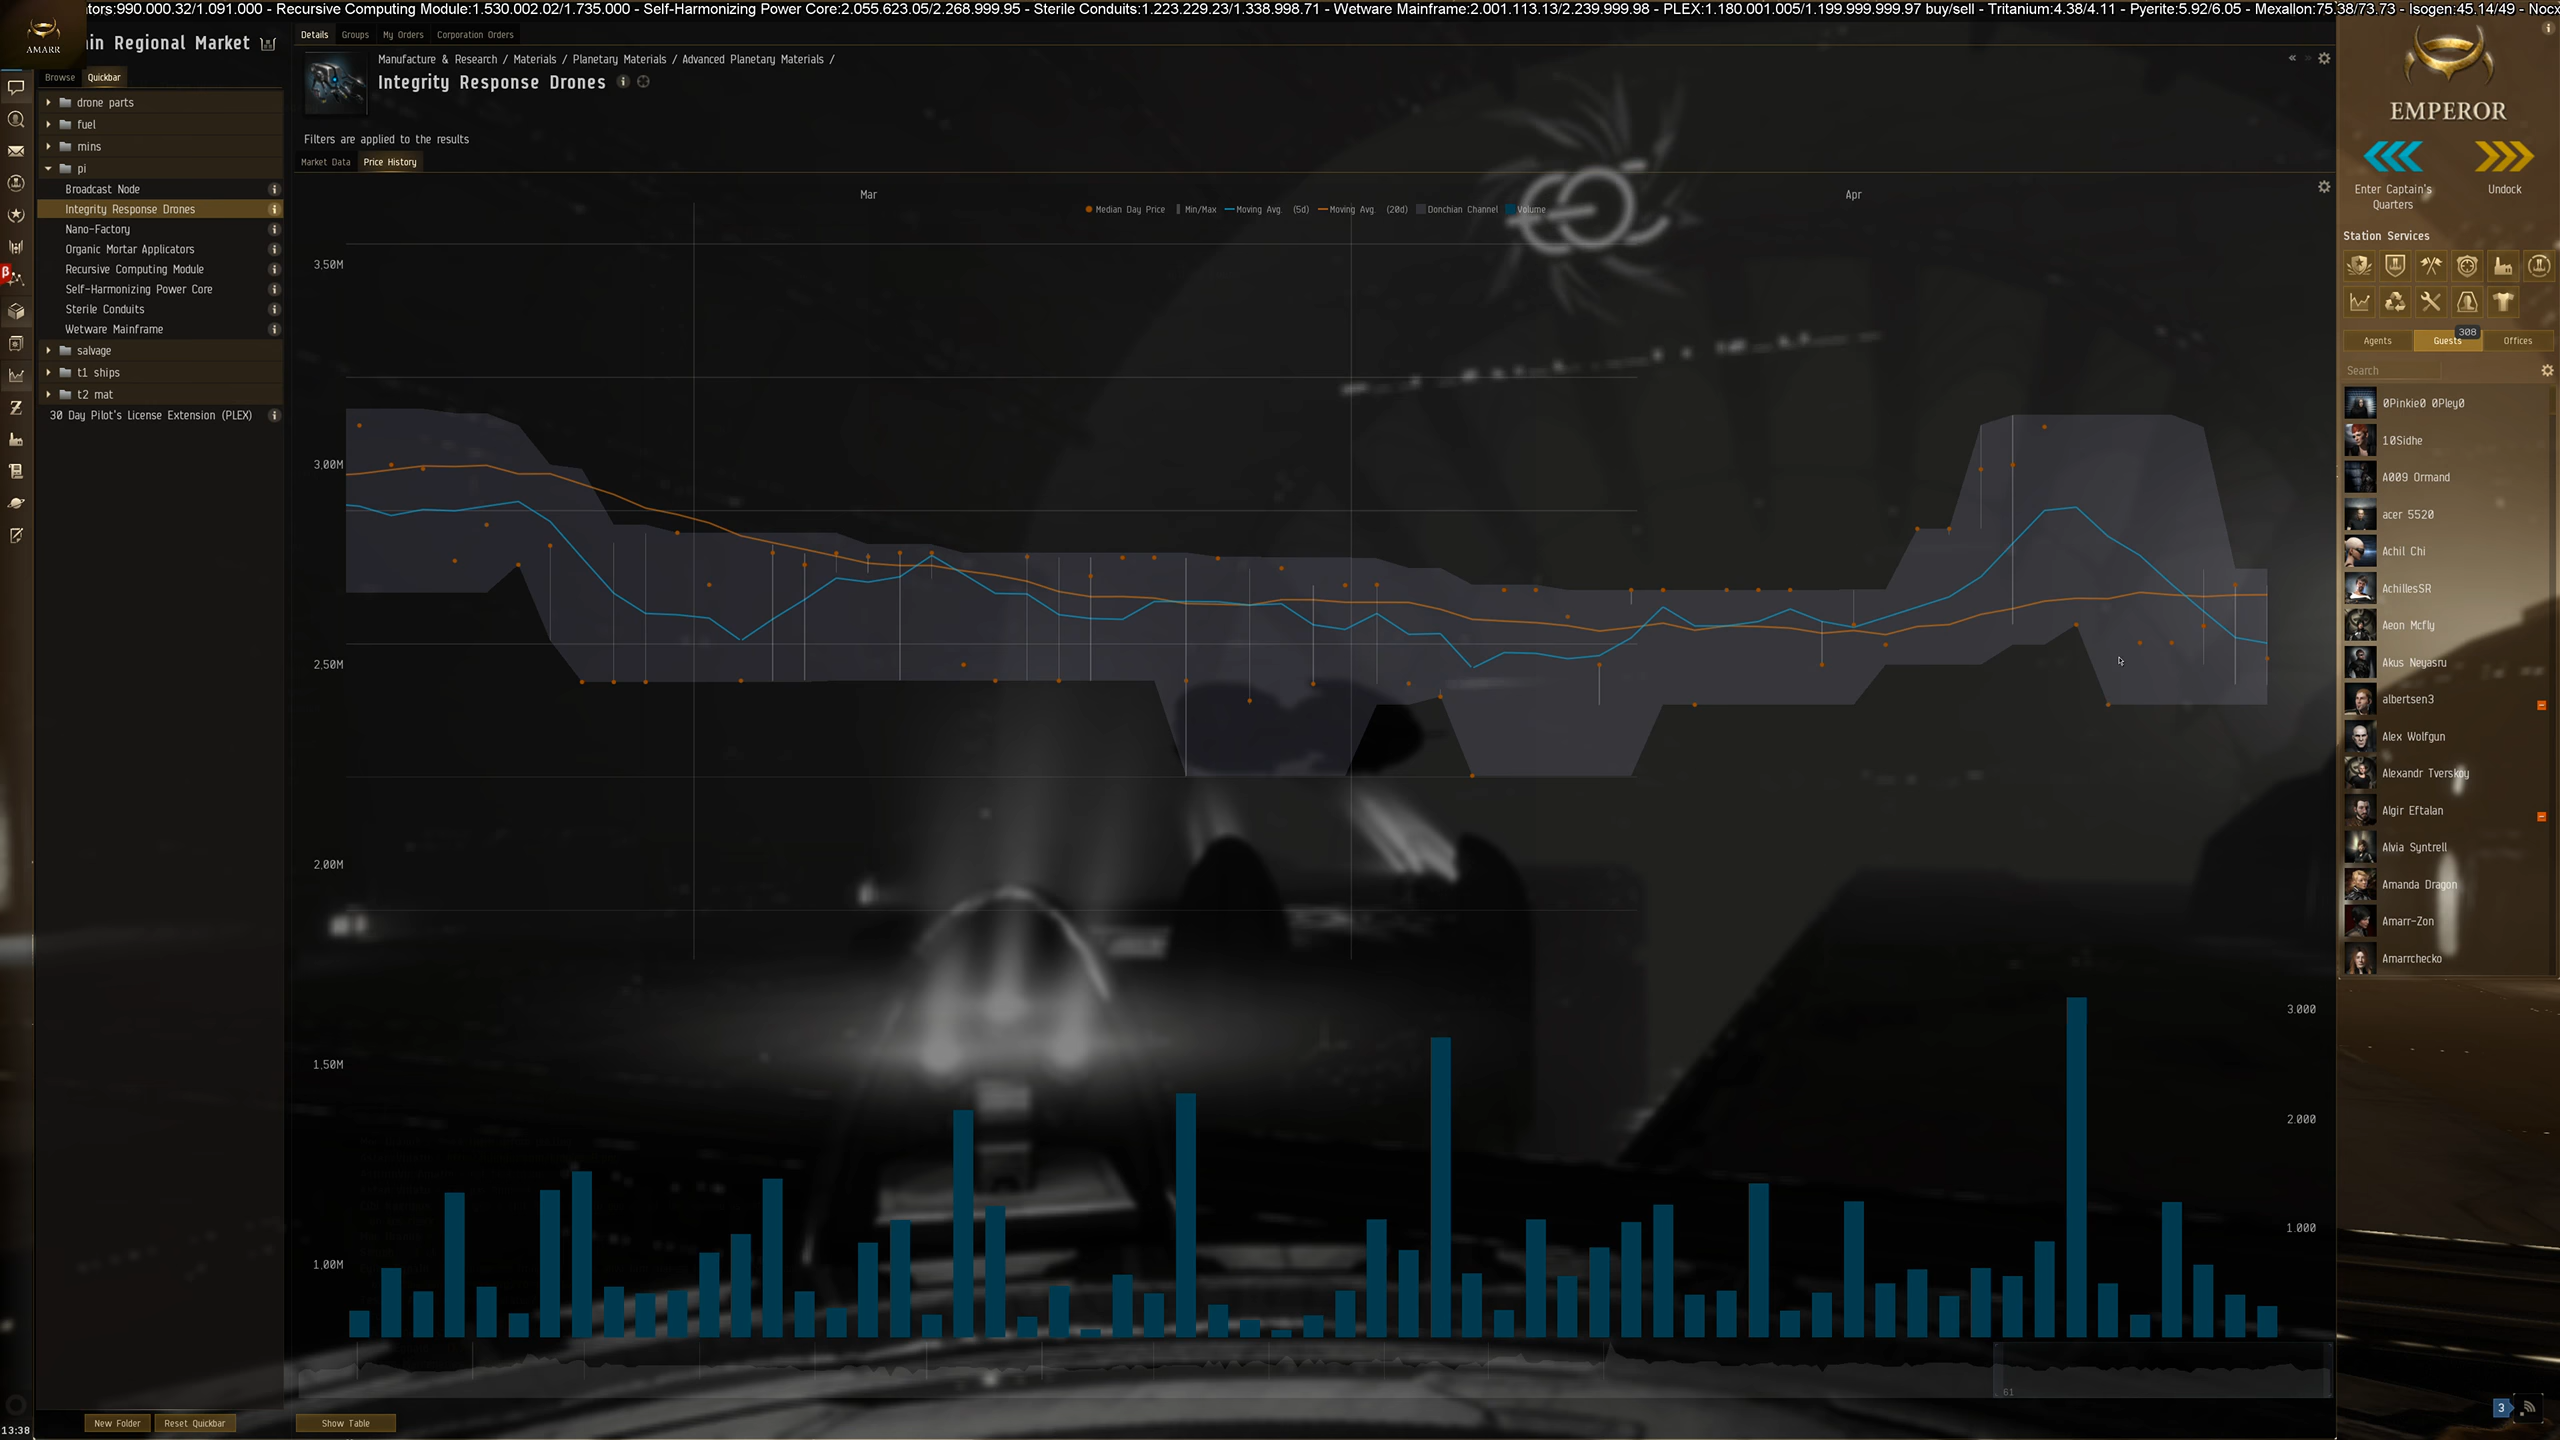 ators:990.000.32/1.091.000 - Recursive Computing Module:1.530.002.02/1.735.000 - Self-Harmonizing Power Core:2.055.623.05/2.268.999.95 - Sterile Conduits:1.223.229.23/1.338.998.71 - Wetware Mainframe:2.001.113.13/2.239.999.98 - PLEX:1.180.001.005/1.199.999.999.97 buy/sell - Tritanium:4.38/4.11 - Pyerite:5.92/6.05 - Mexallon:75.38/73.73 - Isogen:45.14/49 - Nocx
AMARR
in Regional Market
Browse Quickbar
drone parts
fuel
mins
pi
Broadcast Node
Integrity Response Drones
Nano-Factory
Organic Mortar Applicators
Recursive Computing Module
Self-Harmonizing Power Core
Sterile Conduits
Wetware Mainframe
salvage
t1 ships
t2 mat
30 Day Pilot's License Extension (PLEX)
β
New Folder Reset Quickbar
13:38
Details Groups My Orders Corporation Orders
Manufacture & Research / Materials / Planetary Materials / Advanced Planetary Materials /
Integrity Response Drones
Filters are applied to the results
Market Data Price History
Mar Apr
Median Day Price Min/Max Moving Avg. (5d) Moving Avg. (20d) Donchian Channel Volume
3,50M
3,00M
2,50M
2,00M
1,50M
1,00M
3.000
2.000
1.000
61
Show Table
EMPEROR
Enter Captain's Quarters
Undock
Station Services
308
Agents Guests Offices
Search
0Pinkie0 0Pley0
10Sidhe
A009 Ormand
acer 5520
Achil Chi
AchillesSR
Aeon Mcfly
Akus Neyasru
albertsen3
Alex Wolfgun
Alexandr Tverskoy
Algir Eftalan
Alvia Syntrell
Amanda Dragon
Amarr-Zon
Amarrchecko
3